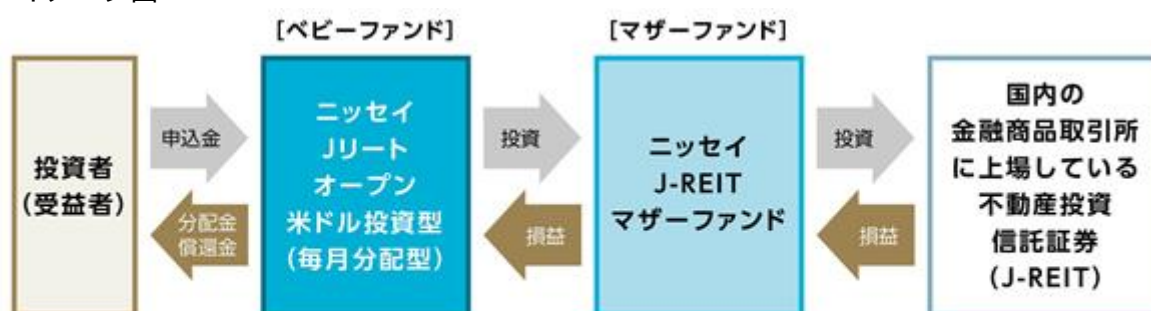 [ベビーファンド]
[マザーファンド]
投資者
(受益者)
申込金
分配金
償還金
ニッセイ
Jリート
オープン
米ドル投資型
(毎月分配型)
投資
損益
ニッセイ
J-REIT
マザーファンド
投資
損益
国内の
金融商品取引所
に上場している
不動産投資
信託証券
(J-REIT)